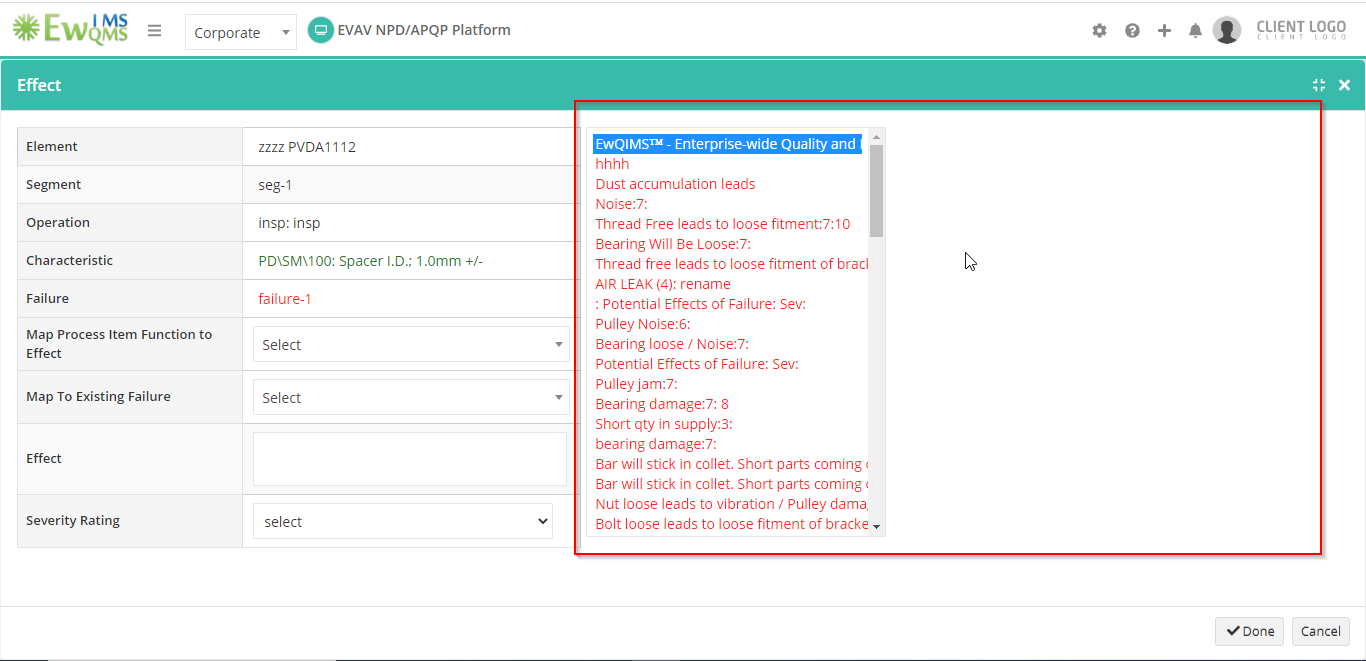 EwQMS
IMS
Corporate
EVAV NPD/APQP Platform
CLIENT LOGO
CLIENT LOGO
Effect
Element
zzzz PVDA1112
Segment
seg-1
Operation
insp: insp
Characteristic
PD\SM\100: Spacer I.D.; 1.0mm +/-
Failure
failure-1
Map Process Item Function to
Effect
Select
Map To Existing Failure
Select
Effect
Severity Rating
select
EwQIMS™ - Enterprise-wide Quality and
hhhh
Dust accumulation leads
Noise:7:
Thread Free leads to loose fitment:7:10
Bearing Will Be Loose:7:
Thread free leads to loose fitment of brack
AIR LEAK (4): rename
: Potential Effects of Failure: Sev:
Pulley Noise:6:
Bearing loose / Noise:7:
Potential Effects of Failure: Sev:
Pulley jam:7:
Bearing damage:7: 8
Short qty in supply:3:
bearing damage:7:
Bar will stick in collet. Short parts coming
Bar will stick in collet. Short parts coming
Nut loose leads to vibration / Pulley dama
Bolt loose leads to loose fitment of bracke
Done
Cancel